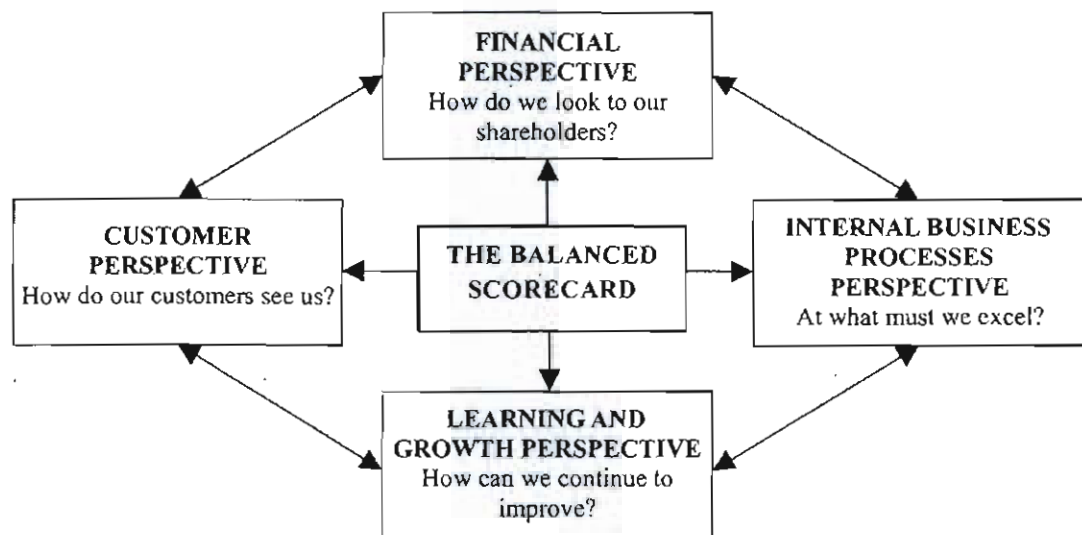 FINANCIAL
PERSPECTIVE
How do we look to our
shareholders?
CUSTOMER
PERSPECTIVE
How do our customers see us?
THE BALANCED
SCORECARD
INTERNAL BUSINESS
PROCESSES
PERSPECTIVE
At what must we excel?
LEARNING AND
GROWTH PERSPECTIVE
How can we continue to
improve?